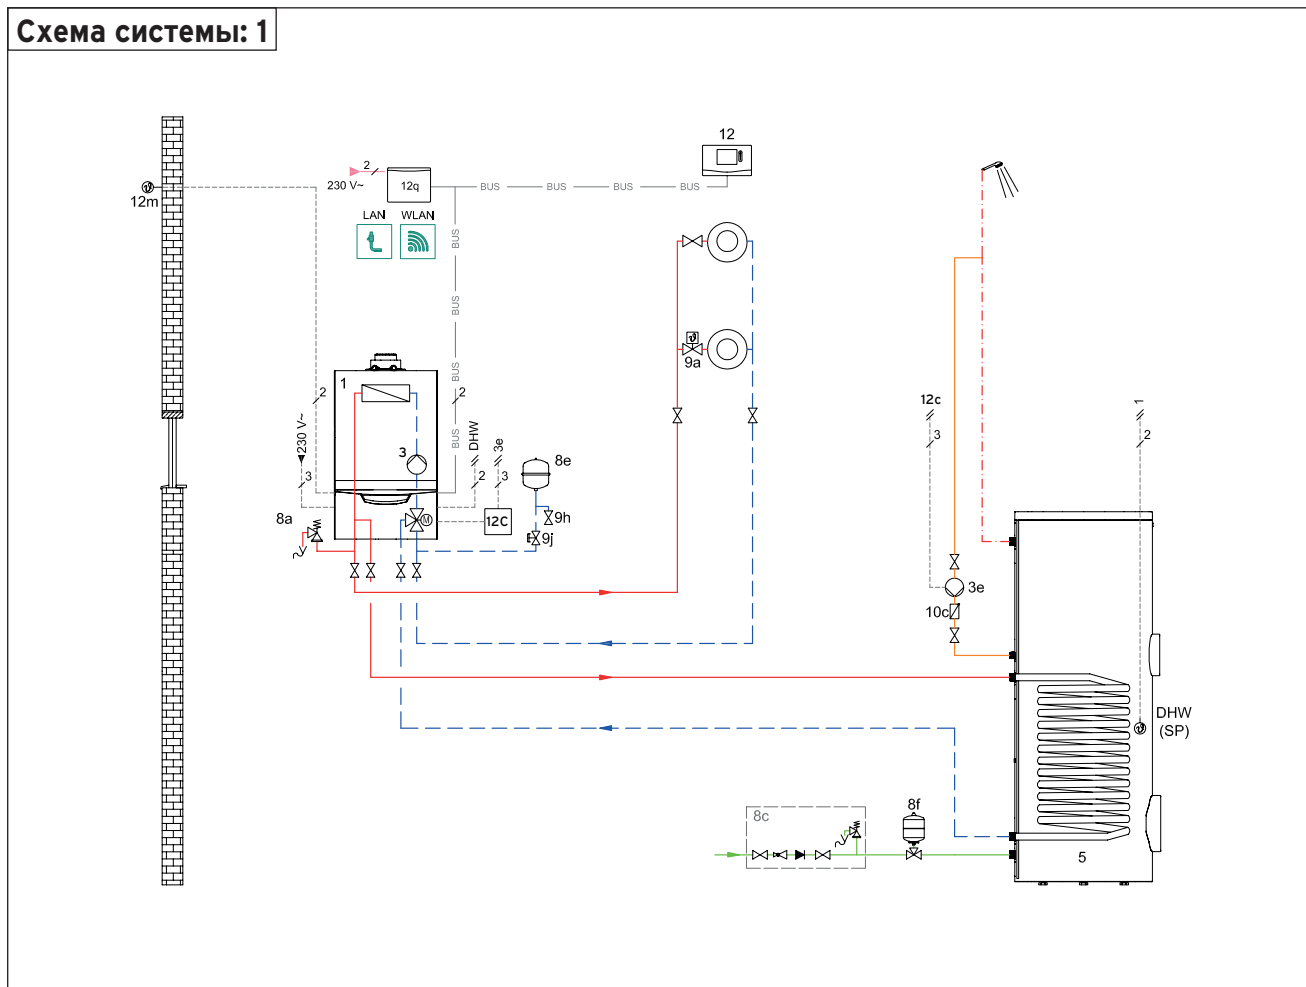 Схема системы: 1
12
2
230 V~
12q
BUS
BUS
BUS
BUS
12m
LAN
WLAN
BUS
BUS
9a
1
BUS
2
2
12c
1
230 V~
BUS
DHW
3e
3
2
3
3
2
3
8e
8a
12C
9h
9j
M
3e
10c
DHW
(SP)
8c
8f
5